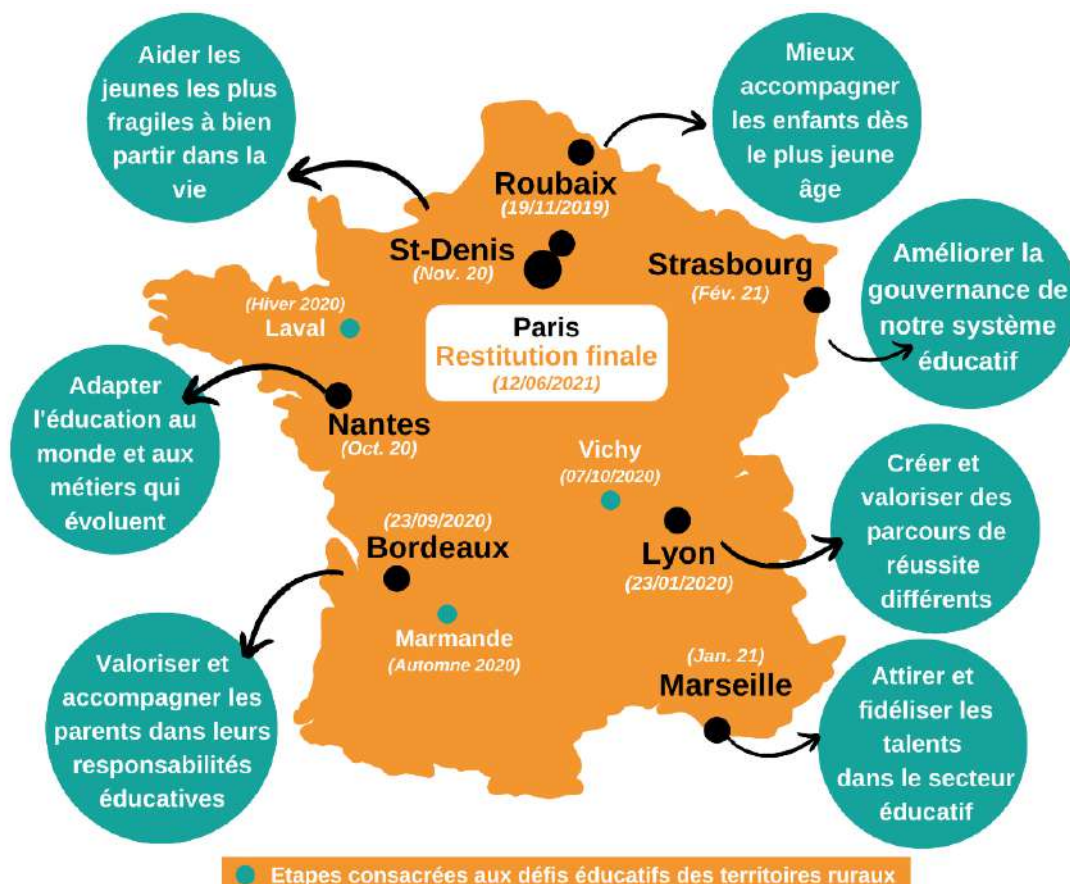 Aider les
jeunes les plus
fragiles à bien
partir dans la
vie
Mieux
accompagner
les enfants dès
le plus jeune
âge
Roubaix
(19/11/2019)
St-Denis
(Nov. 20)
Strasbourg
(Fév. 21)
Améliorer la
gouvernance de
notre système
éducatif
(Hiver 2020)
Laval
Paris
Restitution finale
(12/06/2021)
Adapter
l'éducation au
monde et aux
métiers qui
évoluent
Nantes
(Oct. 20)
Vichy
(07/10/2020)
Créer et
valoriser des
parcours de
réussite
différents
(23/09/2020)
Bordeaux
Lyon
(23/01/2020)
Marmande
(Automne 2020)
Valoriser et
accompagner les
parents dans leurs
responsabilités
éducatives
(Jan. 21)
Marseille
Attirer et
fidéliser les
talents
dans le secteur
éducatif
Etapes consacrées aux défis éducatifs des territoires ruraux